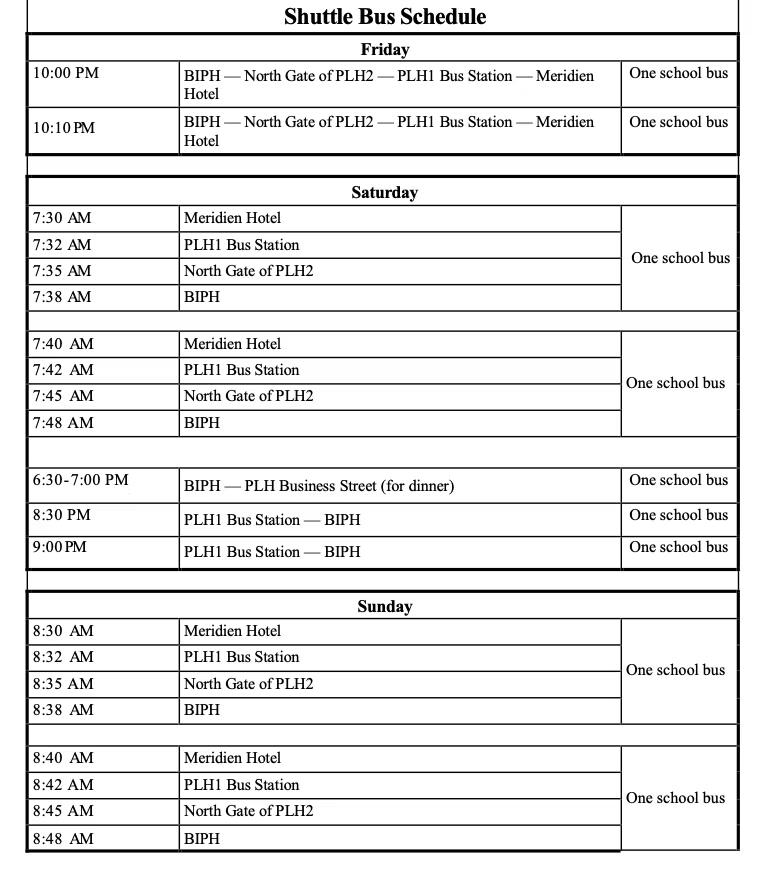 Shuttle Bus Schedule
Friday
10:00 PM
BIPH — North Gate of PLH2 — PLH1 Bus Station — Meridien
Hotel
One school bus
10:10 PM
BIPH — North Gate of PLH2 — PLH1 Bus Station — Meridien
Hotel
One school bus
Saturday
7:30 AM
Meridien Hotel
7:32 AM
PLH1 Bus Station
7:35 AM
North Gate of PLH2
7:38 AM
BIPH
One school bus
7:40 AM
Meridien Hotel
7:42 AM
PLH1 Bus Station
7:45 AM
North Gate of PLH2
7:48 AM
BIPH
One school bus
6:30-7:00 PM
BIPH — PLH Business Street (for dinner)
One school bus
8:30 PM
PLH1 Bus Station — BIPH
One school bus
9:00 PM
PLH1 Bus Station — BIPH
One school bus
Sunday
8:30 AM
Meridien Hotel
8:32 AM
PLH1 Bus Station
8:35 AM
North Gate of PLH2
8:38 AM
BIPH
One school bus
8:40 AM
Meridien Hotel
8:42 AM
PLH1 Bus Station
8:45 AM
North Gate of PLH2
8:48 AM
BIPH
One school bus